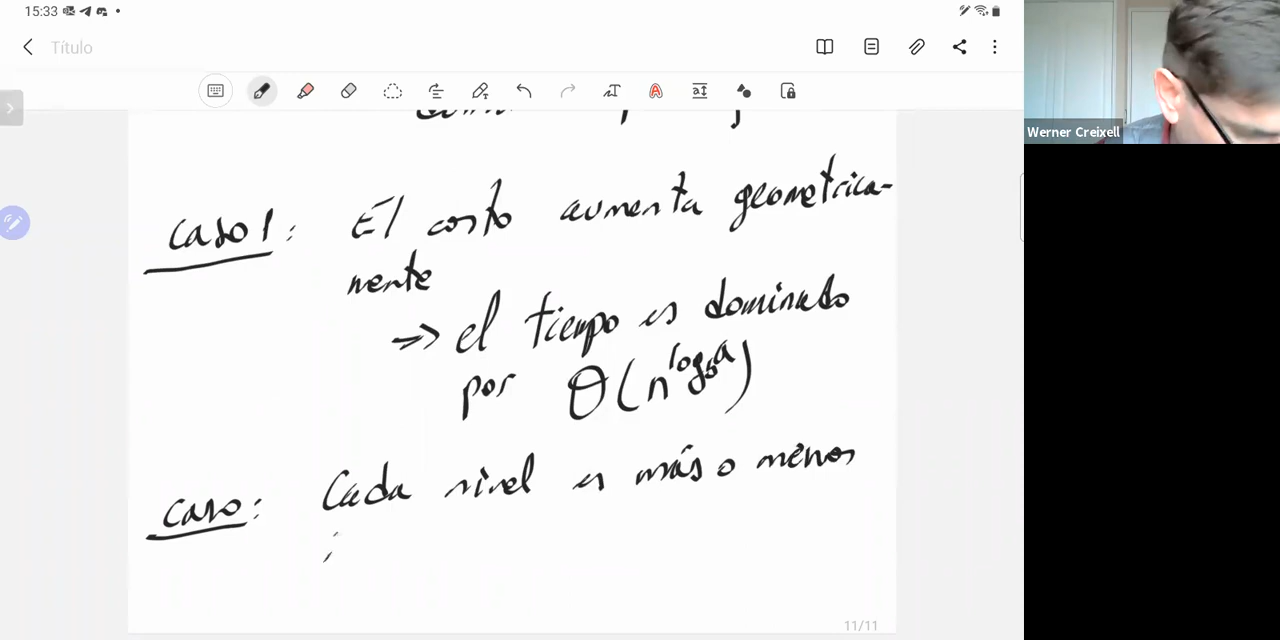 15:33
Título
Werner Creixell
Caso 1: El costo aumenta geometrica-
mente
=> el tiempo es dominado
por Θ(n^log_b a)
Caso: Cada nivel es más o menos
11/11